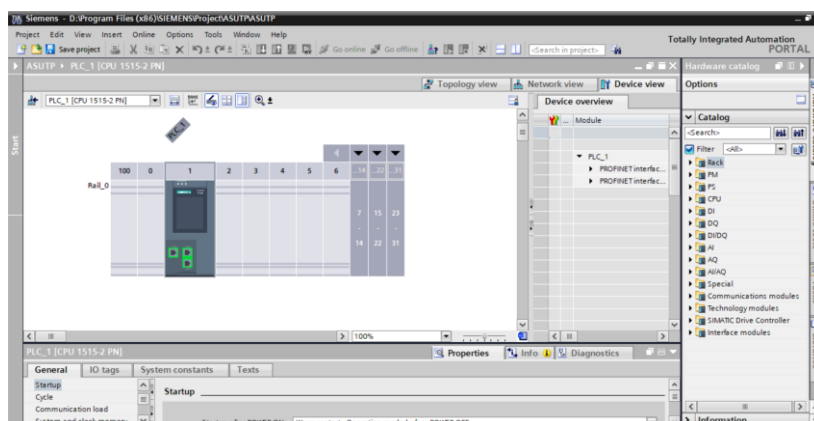 Siemens - D:\Program Files (x86)\SIEMENS\Project\ASUTP\ASUTP
Project Edit View Insert Online Options Tools Window Help
Totally Integrated Automation
PORTAL
Save project Go online Go offline <Search in project>
ASUTP PLC_1 [CPU 1515-2 PN]
Hardware catalog
Topology view Network view Device view
Options
PLC_1 [CPU 1515-2 PN]
Device overview
... Module
Catalog
<Search>
Filter <All>
PLC_1
PLC_1
PROFINET interfac...
PROFINET interfac...
Start
100 0 1 2 3 4 5 6 ...14 ...22 ...31
Rail_0
7 15 23
- - -
14 22 31
Rack
PM
PS
CPU
DI
DQ
DI/DQ
AI
AQ
AI/AQ
Special
Communications modules
Technology modules
SIMATIC Drive Controller
Interface modules
100%
PLC_1 [CPU 1515-2 PN]
Properties Info Diagnostics
General IO tags System constants Texts
Startup
Cycle
Communication load
Startup
Information